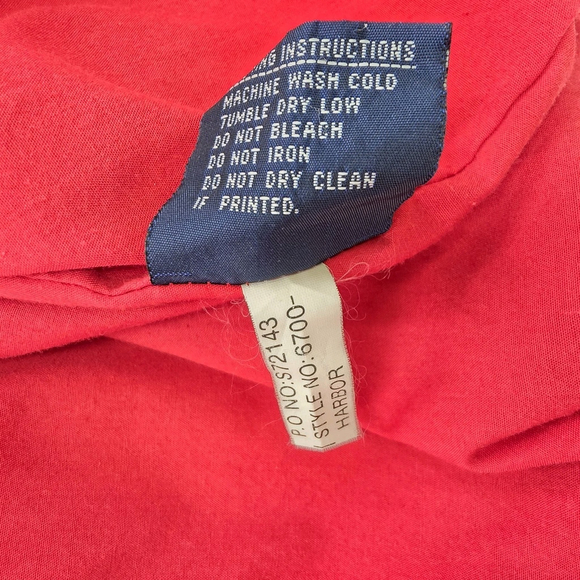 INSTRUCTIONS
MACHINE WASH COLD
TUMBLE DRY LOW
DO NOT BLEACH
DO NOT IRON
DO NOT DRY CLEAN
IF PRINTED.
P.O NO:S72143
STYLE NO:6700-
HARBOR